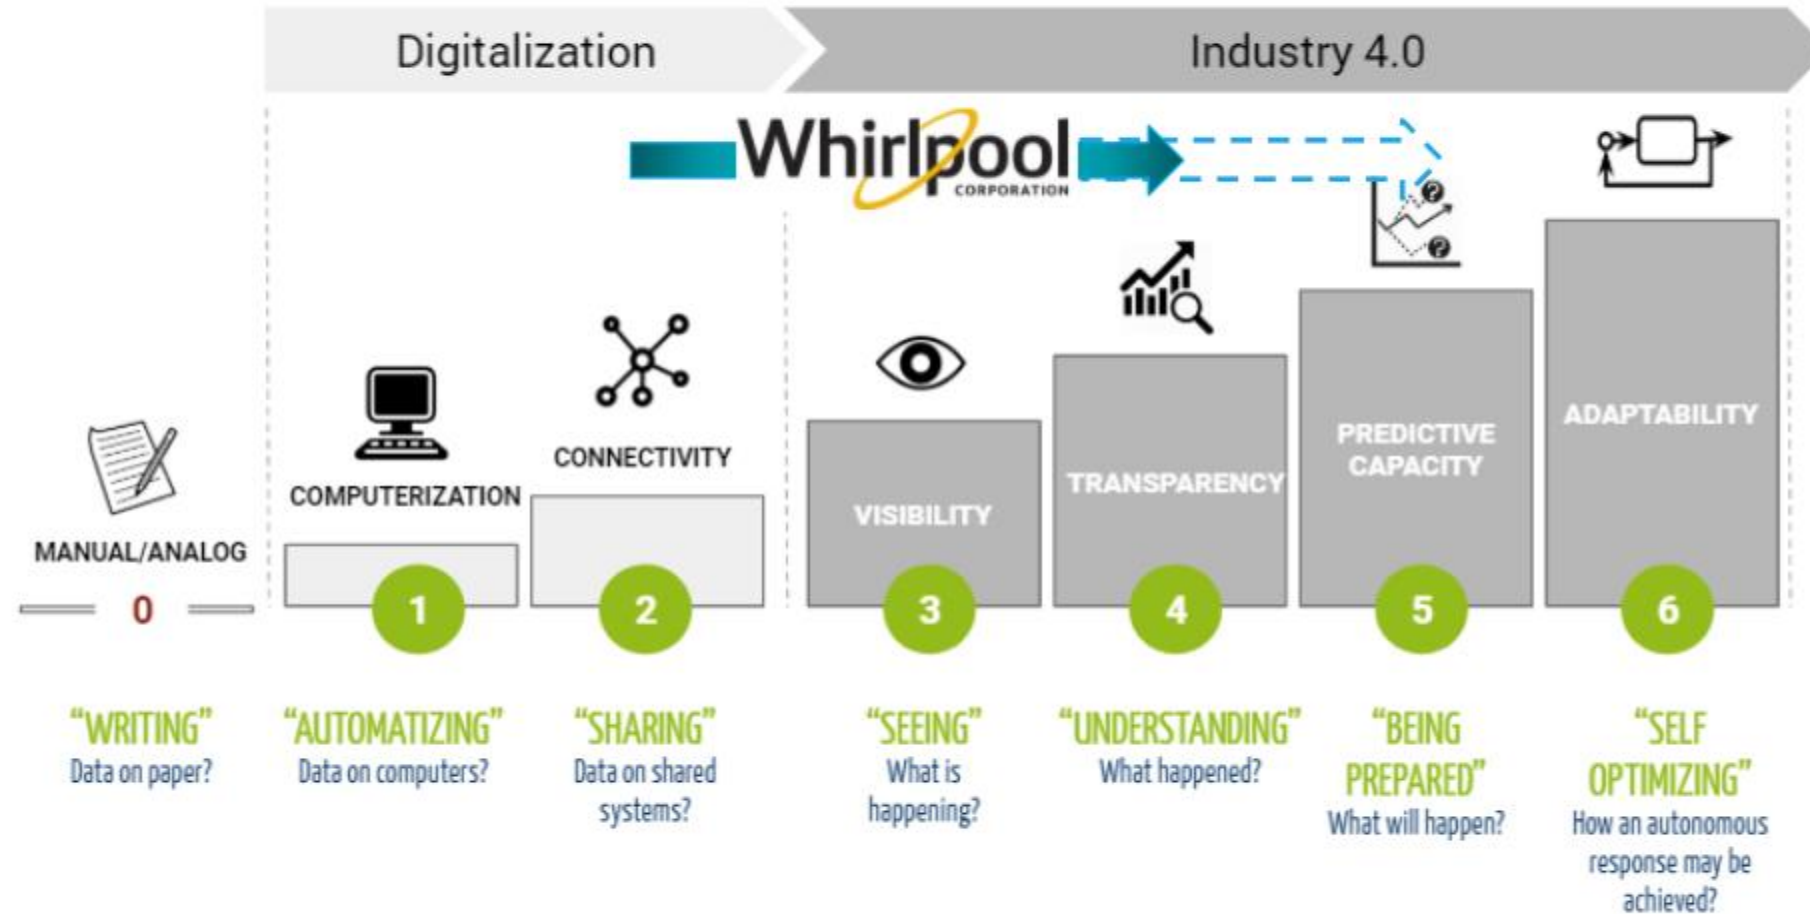 Digitalization
Industry 4.0
Whirlpool
CORPORATION
?
?
MANUAL/ANALOG
COMPUTERIZATION
CONNECTIVITY
VISIBILITY
TRANSPARENCY
PREDICTIVE
CAPACITY
ADAPTABILITY
0
1
2
3
4
5
6
“WRITING”
Data on paper?
“AUTOMATIZING”
Data on computers?
“SHARING”
Data on shared
systems?
“SEEING”
What is
happening?
“UNDERSTANDING”
What happened?
“BEING
PREPARED”
What will happen?
“SELF
OPTIMIZING”
How an autonomous
response may be
achieved?